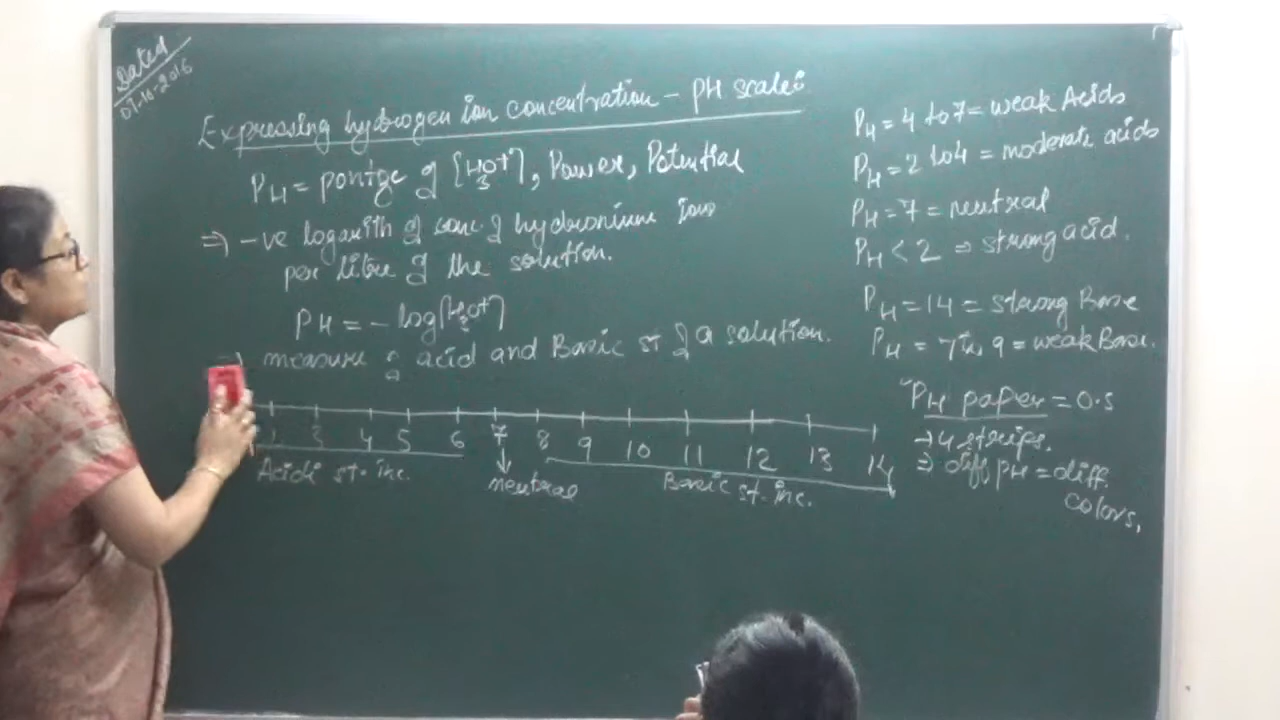 Dated
07-10-2016
Expressing hydrogen ion concentration - PH scale:
PH = pontge of [H3O+], Power, Potential
=) -ve logarith of conc. of hydronium ions
per litre of the solution.
PH = - log[H3O+]
measure acid and Basic st of a solution.
3 4 5 6 7 8 9 10 11 12 13 14
Acidi st. inc.
neutral
Basic st. inc.
PH = 4 to 7 = weak Acids
PH = 2 to 4 = moderate acids
PH = 7 = neutral
PH < 2 => strong acid.
PH = 14 = strong Base
PH = 7 to 9 = weak Base.
PH paper = 0.5
→ 4 strips.
=> diff PH = diff.
colors,